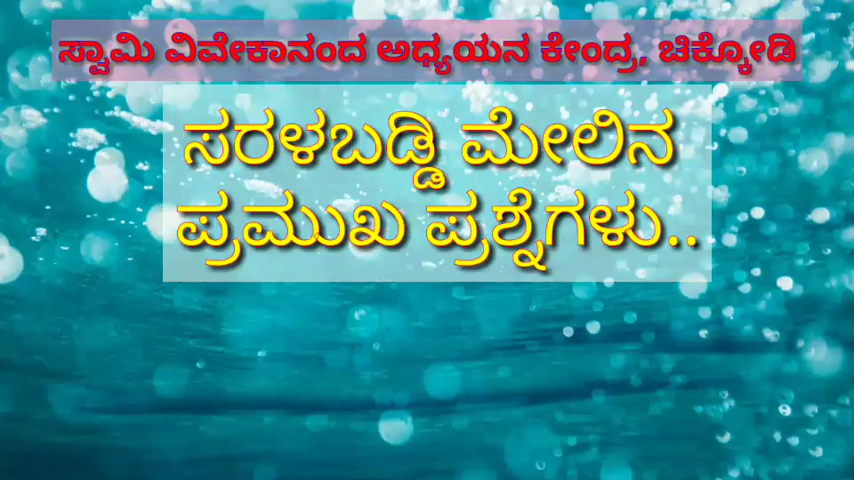 ಸ್ವಾಮಿ ವಿವೇಕಾನಂದ ಅಧ್ಯಯನ ಕೇಂದ್ರ, ಚಿಕ್ಕೋಡಿ
ಸರಳಬಡ್ಡಿ ಮೇಲಿನ
ಪ್ರಮುಖ ಪ್ರಶ್ನೆಗಳು..